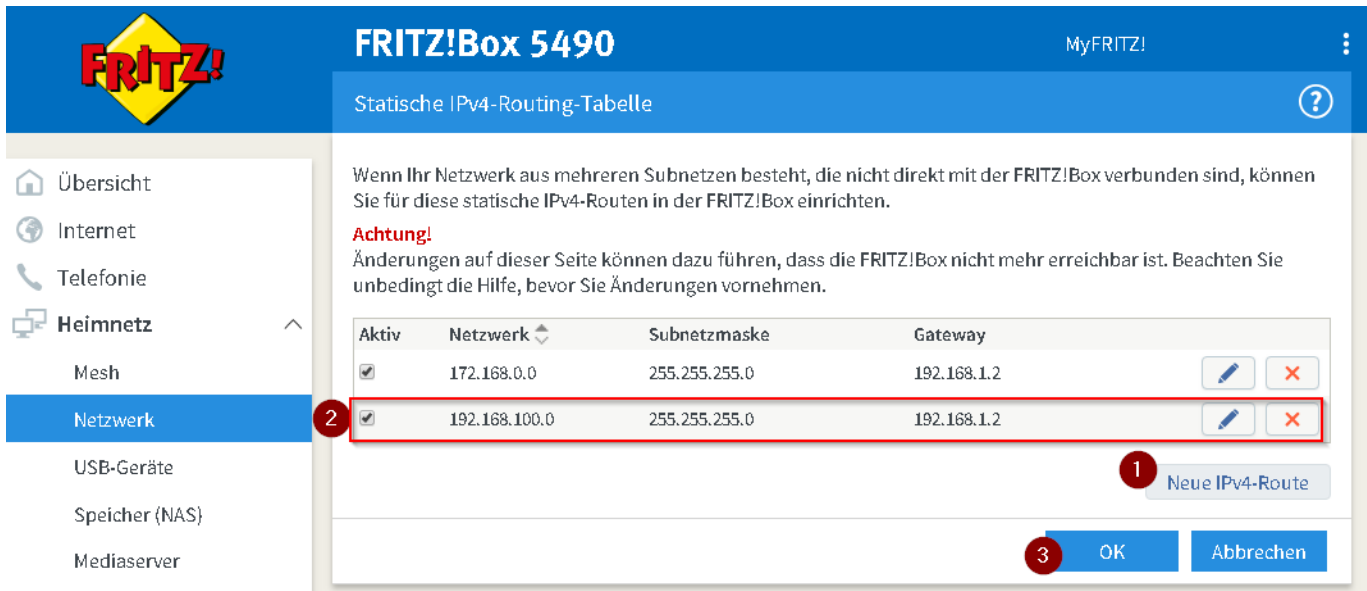 FRITZ!
FRITZ!Box 5490
MyFRITZ!
Statische IPv4-Routing-Tabelle
?
Übersicht
Internet
Telefonie
Heimnetz
Mesh
Netzwerk
USB-Geräte
Speicher (NAS)
Mediaserver
Wenn Ihr Netzwerk aus mehreren Subnetzen besteht, die nicht direkt mit der FRITZ!Box verbunden sind, können
Sie für diese statische IPv4-Routen in der FRITZ!Box einrichten.
Achtung!
Änderungen auf dieser Seite können dazu führen, dass die FRITZ!Box nicht mehr erreichbar ist. Beachten Sie
unbedingt die Hilfe, bevor Sie Änderungen vornehmen.
Aktiv Netzwerk Subnetzmaske Gateway
172.168.0.0 255.255.255.0 192.168.1.2
2 192.168.100.0 255.255.255.0 192.168.1.2
1 Neue IPv4-Route
3 OK Abbrechen